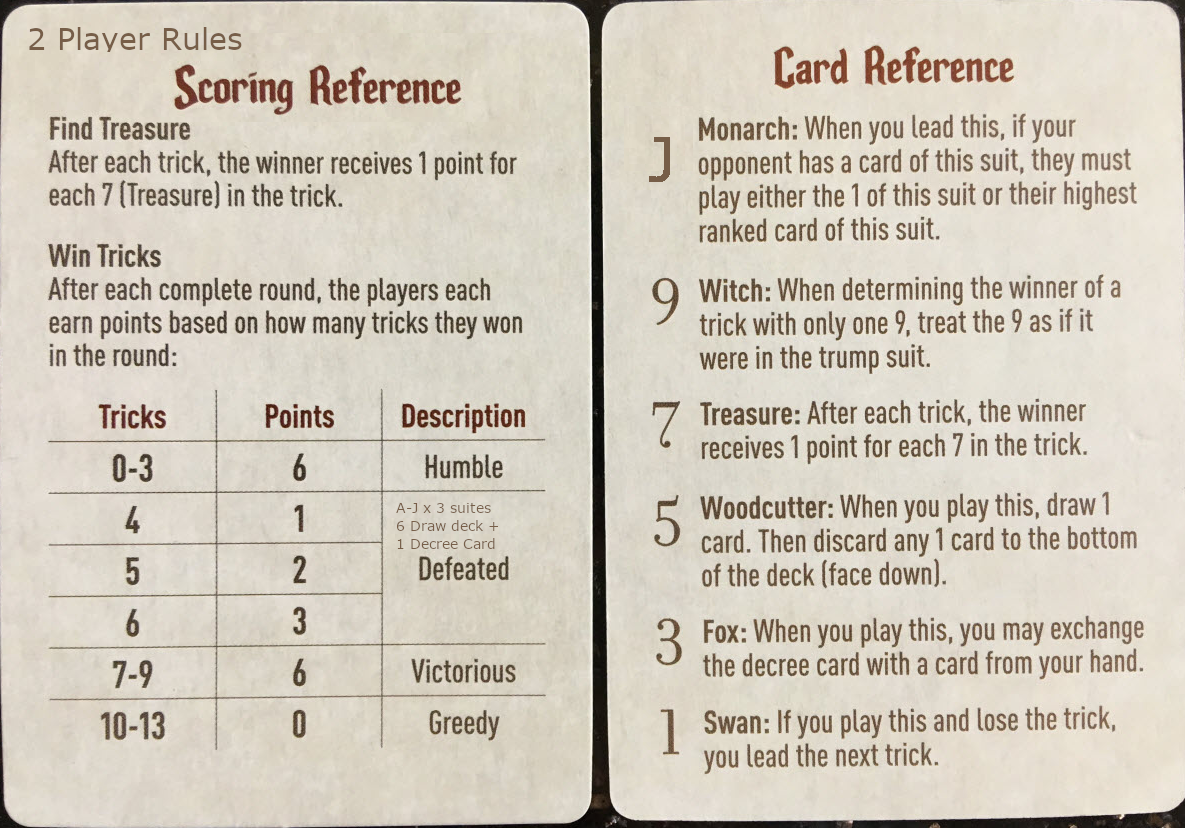 2 Player Rules
Scoring Reference
Find Treasure
After each trick, the winner receives 1 point for
each 7 (Treasure) in the trick.
Win Tricks
After each complete round, the players each
earn points based on how many tricks they won
in the round:
Tricks Points Description
0-3 6 Humble
4 1
A-J x 3 suites
6 Draw deck +
1 Decree Card
5 2 Defeated
6 3
7-9 6 Victorious
10-13 0 Greedy
Card Reference
J Monarch: When you lead this, if your
opponent has a card of this suit, they must
play either the 1 of this suit or their highest
ranked card of this suit.
9 Witch: When determining the winner of a
trick with only one 9, treat the 9 as if it
were in the trump suit.
7 Treasure: After each trick, the winner
receives 1 point for each 7 in the trick.
5 Woodcutter: When you play this, draw 1
card. Then discard any 1 card to the bottom
of the deck (face down).
3 Fox: When you play this, you may exchange
the decree card with a card from your hand.
1 Swan: If you play this and lose the trick,
you lead the next trick.